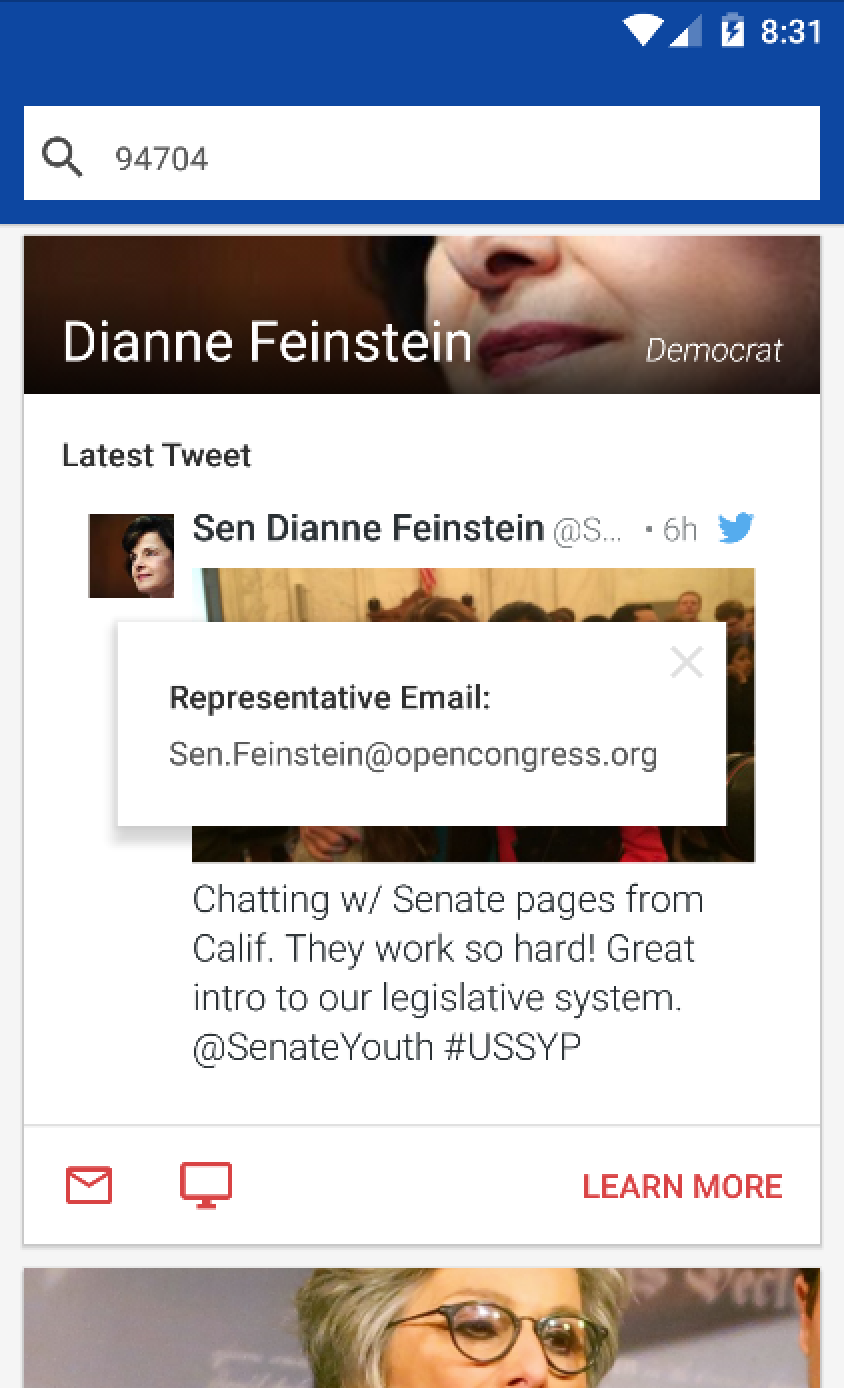 8:31
94704
Dianne Feinstein
Democrat
Latest Tweet
Sen Dianne Feinstein @S... • 6h
Representative Email:
Sen.Feinstein@opencongress.org
Chatting w/ Senate pages from
Calif. They work so hard! Great
intro to our legislative system.
@SenateYouth #USSYP
LEARN MORE